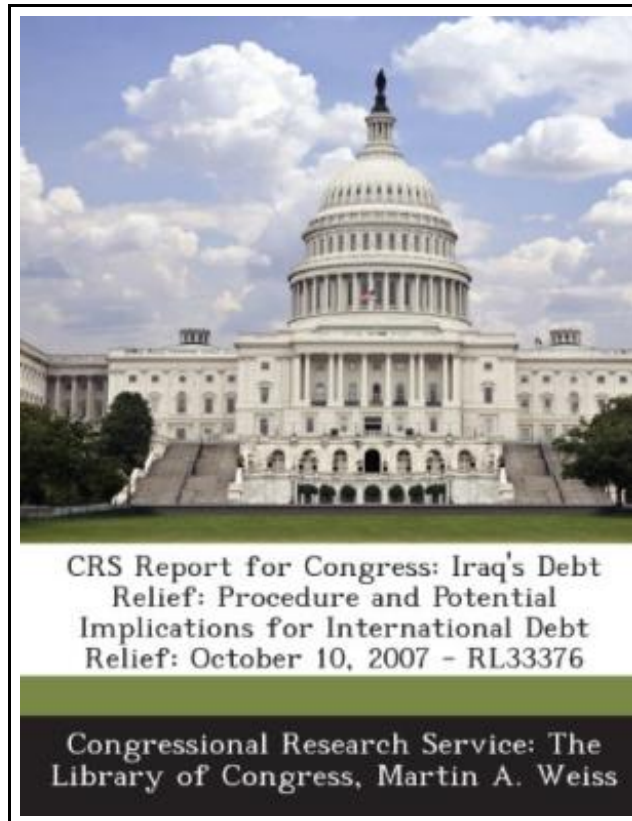 CRS Report for Congress: Iraq's Debt
Relief: Procedure and Potential
Implications for International Debt
Relief: October 10, 2007 - RL33376
Congressional Research Service: The
Library of Congress, Martin A. Weiss